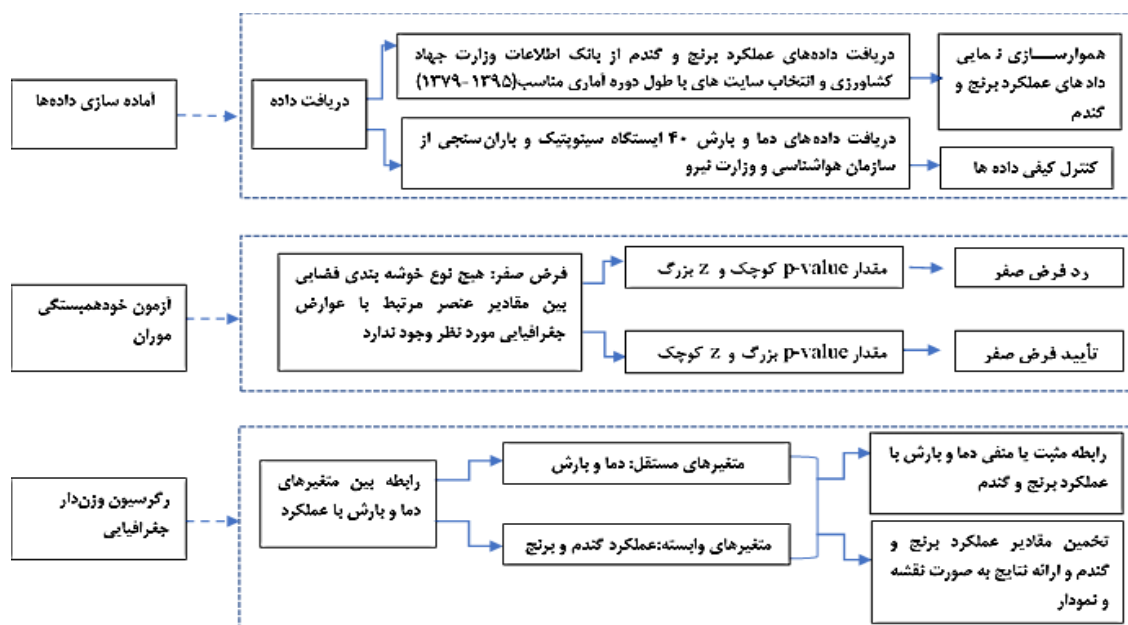 آماده سازی داده‌ها
دریافت داده
دریافت داده‌های عملکرد برنج و گندم از بانک اطلاعات وزارت جهاد
کشاورزی و انتخاب سایت های با طول دوره آماری مناسب(۱۳۹۵-۱۳۷۹)
هموارسازی نمایی
دادهای عملکرد برنج و
گندم
دریافت داده‌های دما و بارش ۴۰ ایستگاه سینوپتیک و باران‌سنجی از
سازمان هواشناسی و وزارت نیرو
کنترل کیفی داده ها
آزمون خودهمبستگی
موران
فرض صفر: هیچ نوع خوشه بندی فضایی
بین مقادیر عنصر مرتبط با عوارض
جغرافیایی مورد نظر وجود ندارد
مقدار p-value کوچک و z بزرگ
رد فرض صفر
مقدار p-value بزرگ و z کوچک
تأیید فرض صفر
رگرسیون وزن‌دار
جغرافیایی
رابطه بین متغیرهای
دما و بارش با عملکرد
متغیرهای مستقل: دما و بارش
متغیرهای وابسته:عملکرد گندم و برنج
رابطه مثبت یا منفی دما و بارش با
عملکرد برنج و گندم
تخمین مقادیر عملکرد برنج و
گندم و ارائه نتایج به صورت نقشه
و نمودار